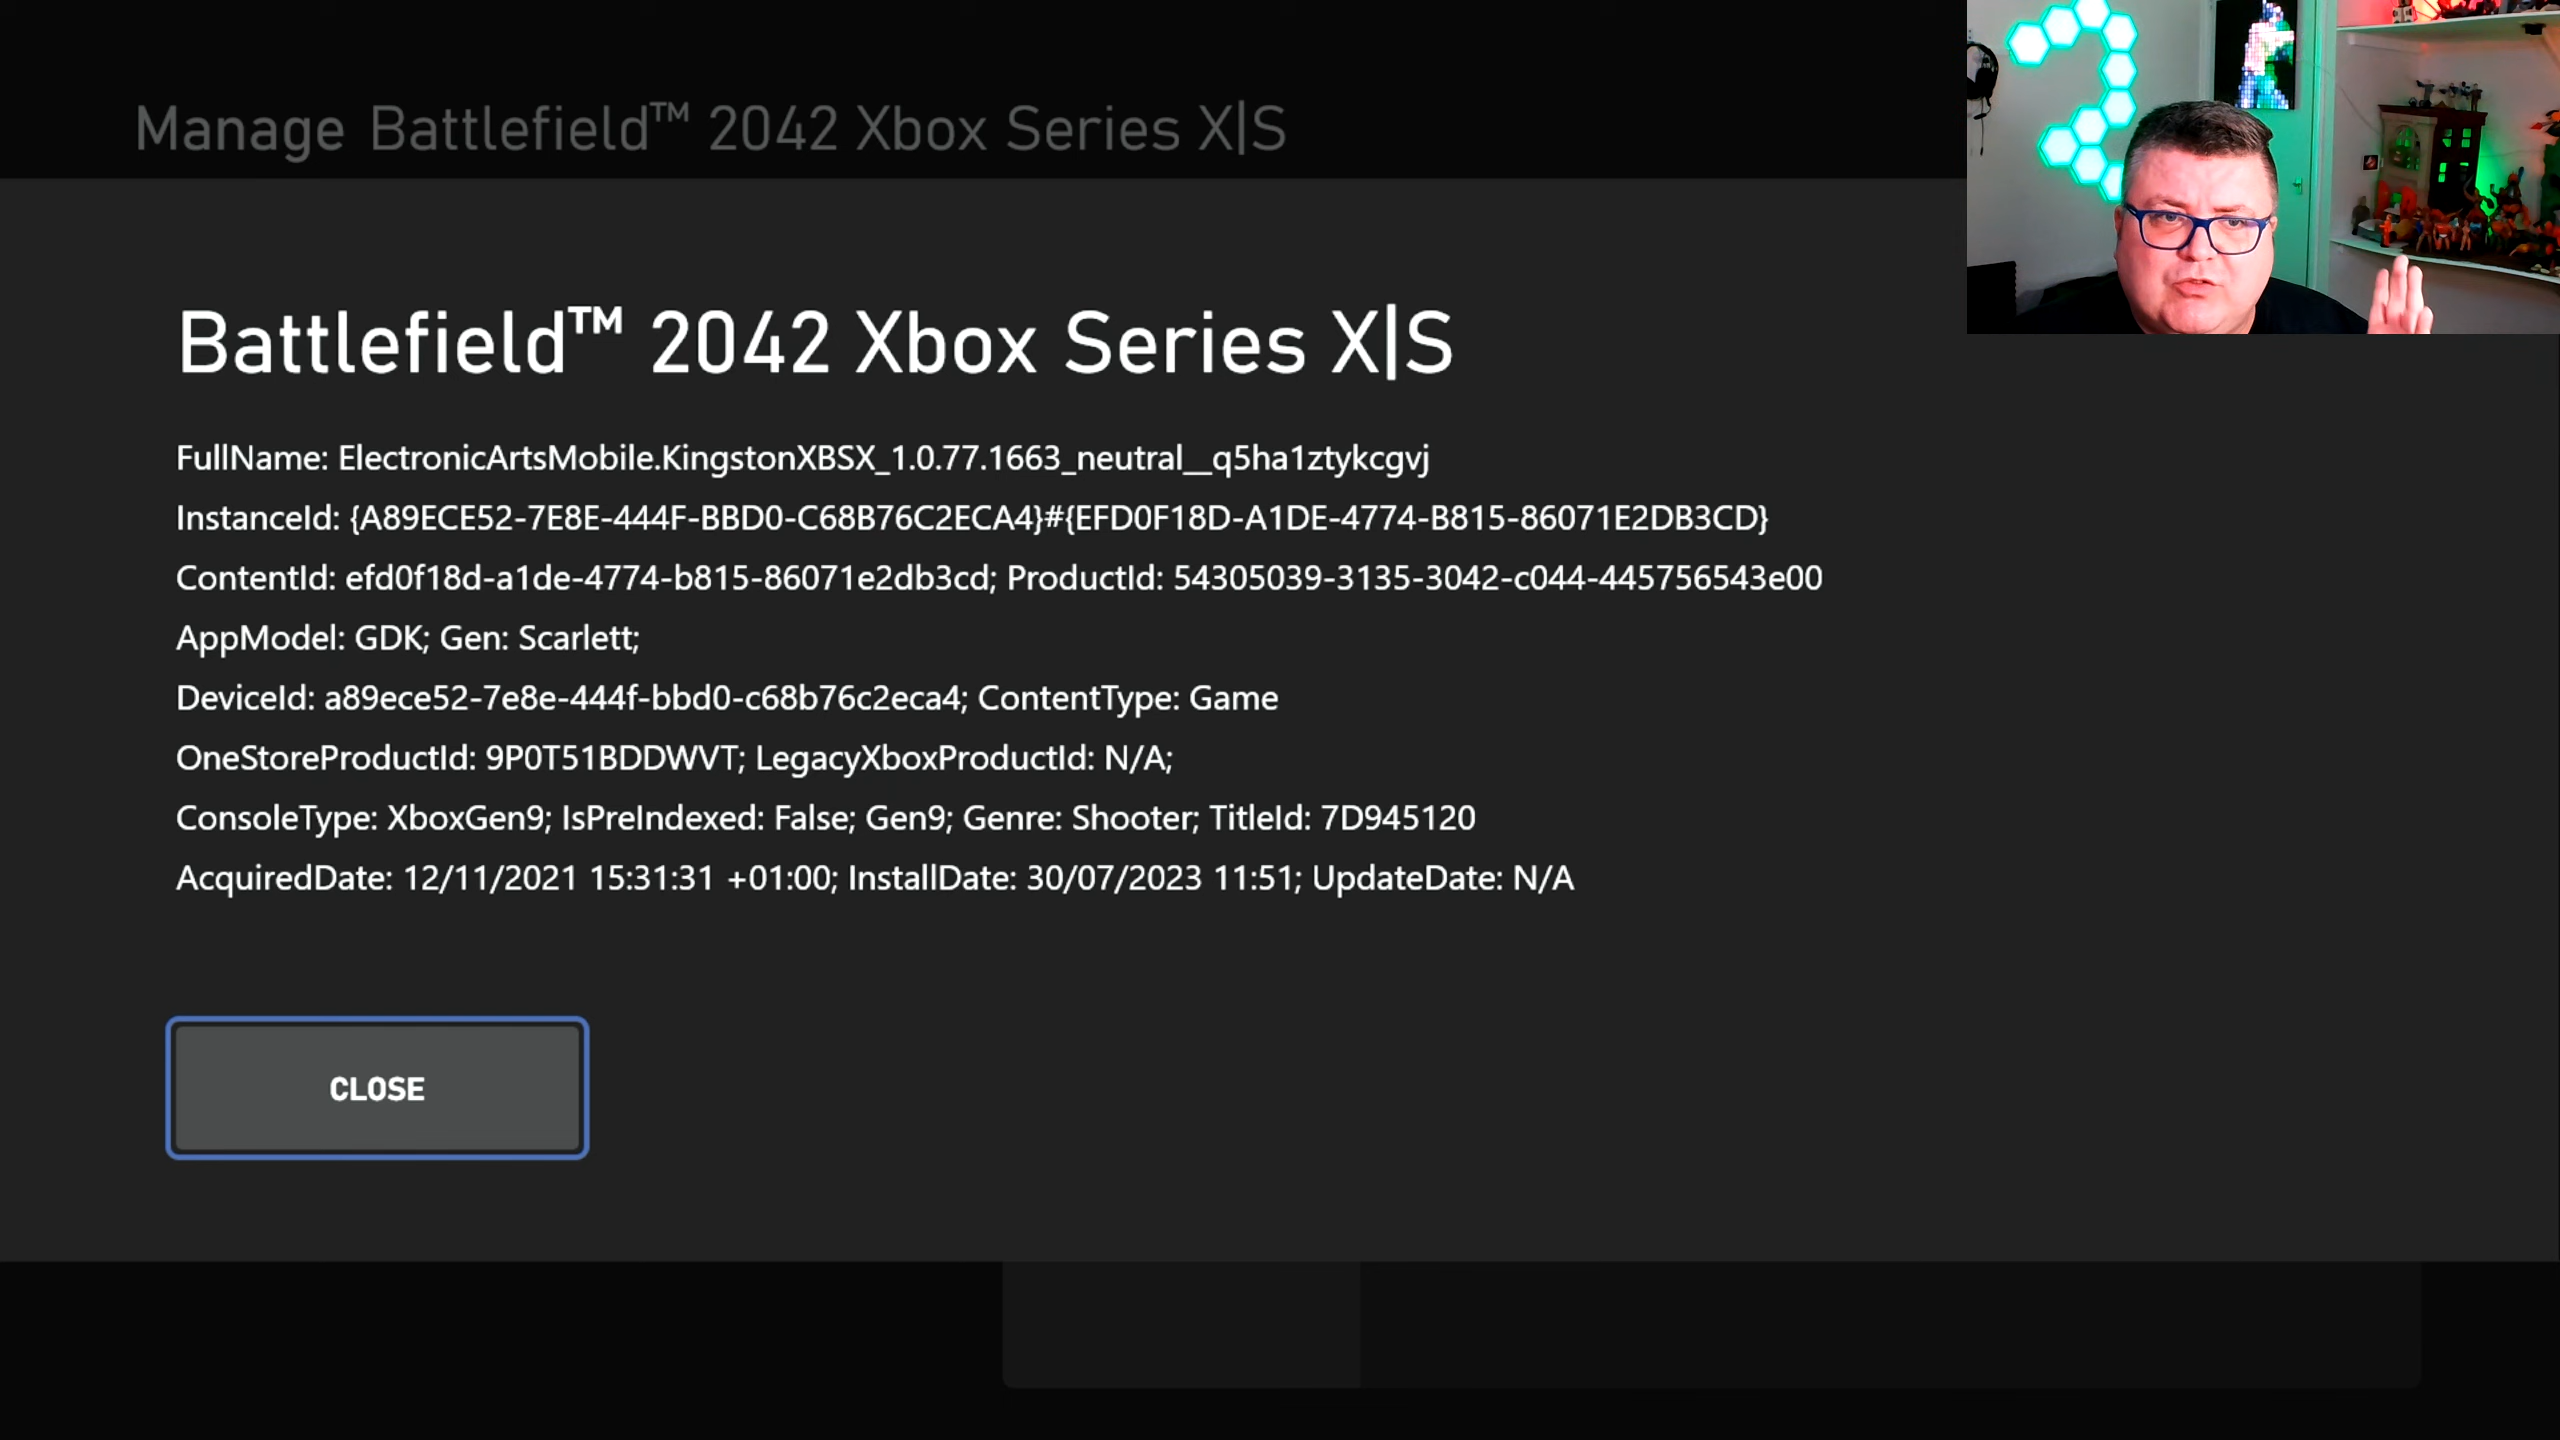 Manage Battlefield™ 2042 Xbox Series X|S
Battlefield™ 2042 Xbox Series X|S
FullName: ElectronicArtsMobile.KingstonXBSX_1.0.77.1663_neutral__q5ha1ztykcgvj
InstanceId: {A89ECE52-7E8E-444F-BBD0-C68B76C2ECA4}#{EFD0F18D-A1DE-4774-B815-86071E2DB3CD}
ContentId: efd0f18d-a1de-4774-b815-86071e2db3cd; ProductId: 54305039-3135-3042-c044-445756543e00
AppModel: GDK; Gen: Scarlett;
DeviceId: a89ece52-7e8e-444f-bbd0-c68b76c2eca4; ContentType: Game
OneStoreProductId: 9P0T51BDDWVT; LegacyXboxProductId: N/A;
ConsoleType: XboxGen9; IsPreIndexed: False; Gen9; Genre: Shooter; TitleId: 7D945120
AcquiredDate: 12/11/2021 15:31:31 +01:00; InstallDate: 30/07/2023 11:51; UpdateDate: N/A
CLOSE